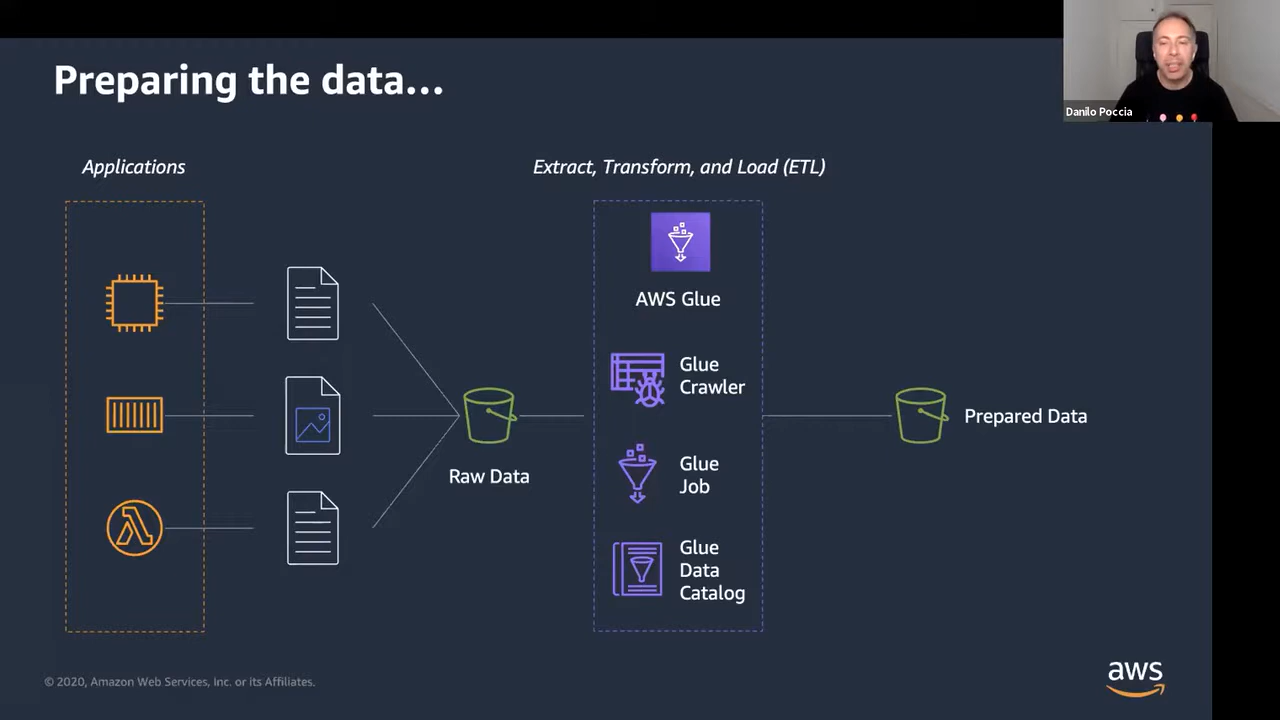 Preparing the data...
Danilo Poccia
Applications
Extract, Transform, and Load (ETL)
AWS Glue
Glue
Crawler
Raw Data
Glue
Job
Glue
Data
Catalog
Prepared Data
© 2020, Amazon Web Services, Inc. or its Affiliates.
aws